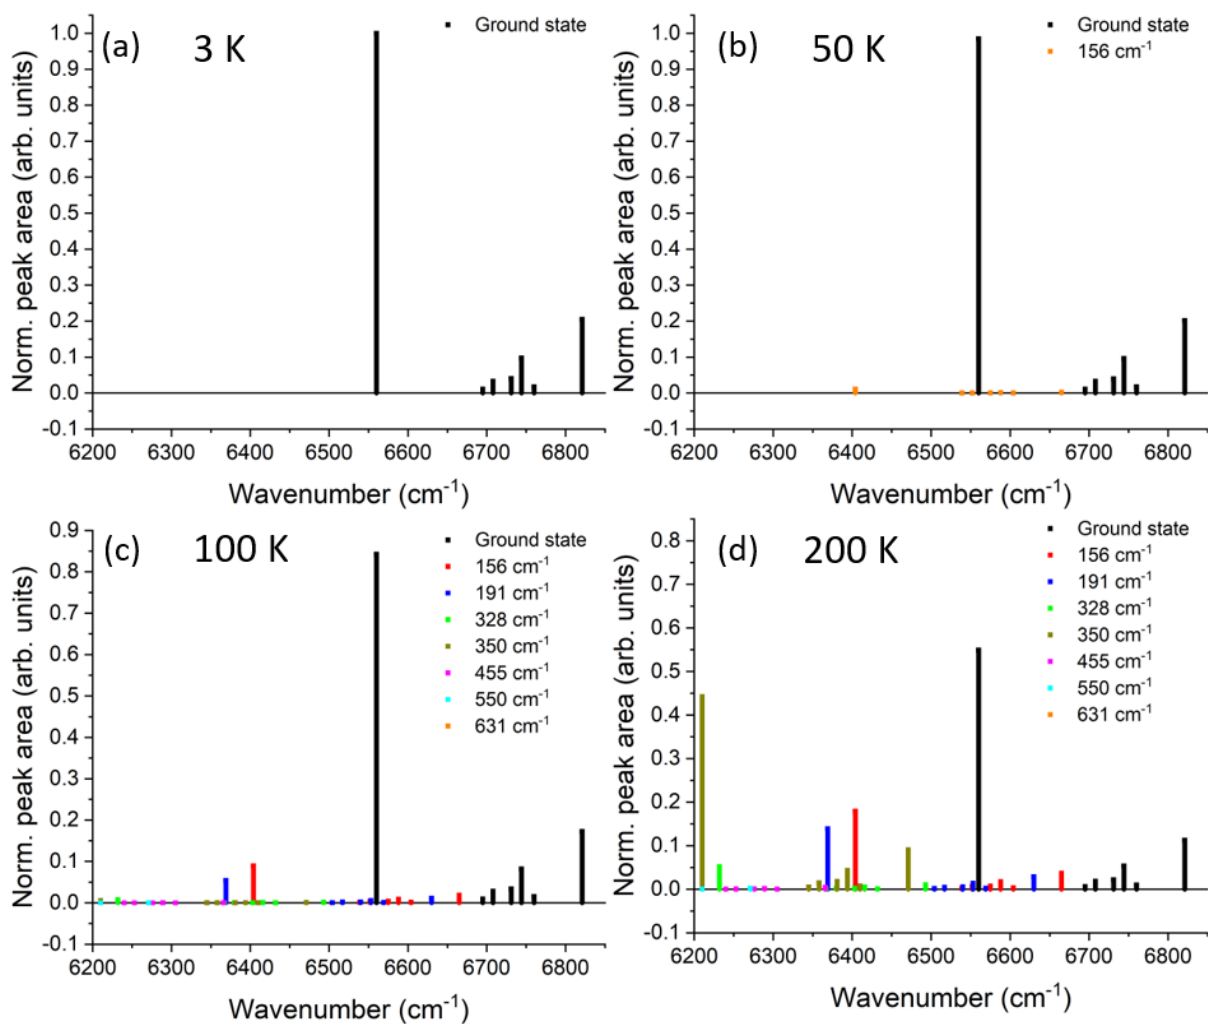 (a) 3 K
Ground state
1.0
0.9
0.8
0.7
0.6
0.5
0.4
0.3
0.2
0.1
0.0
-0.1
Norm. peak area (arb. units)
6200 6300 6400 6500 6600 6700 6800
Wavenumber (cm⁻¹)
(b) 50 K
Ground state
156 cm⁻¹
1.0
0.9
0.8
0.7
0.6
0.5
0.4
0.3
0.2
0.1
0.0
-0.1
Norm. peak area (arb. units)
6200 6300 6400 6500 6600 6700 6800
Wavenumber (cm⁻¹)
(c) 100 K
Ground state
156 cm⁻¹
191 cm⁻¹
328 cm⁻¹
350 cm⁻¹
455 cm⁻¹
550 cm⁻¹
631 cm⁻¹
0.9
0.8
0.7
0.6
0.5
0.4
0.3
0.2
0.1
0.0
-0.1
Norm. peak area (arb. units)
6200 6300 6400 6500 6600 6700 6800
Wavenumber (cm⁻¹)
(d) 200 K
Ground state
156 cm⁻¹
191 cm⁻¹
328 cm⁻¹
350 cm⁻¹
455 cm⁻¹
550 cm⁻¹
631 cm⁻¹
0.8
0.7
0.6
0.5
0.4
0.3
0.2
0.1
0.0
-0.1
Norm. peak area (arb. units)
6200 6300 6400 6500 6600 6700 6800
Wavenumber (cm⁻¹)